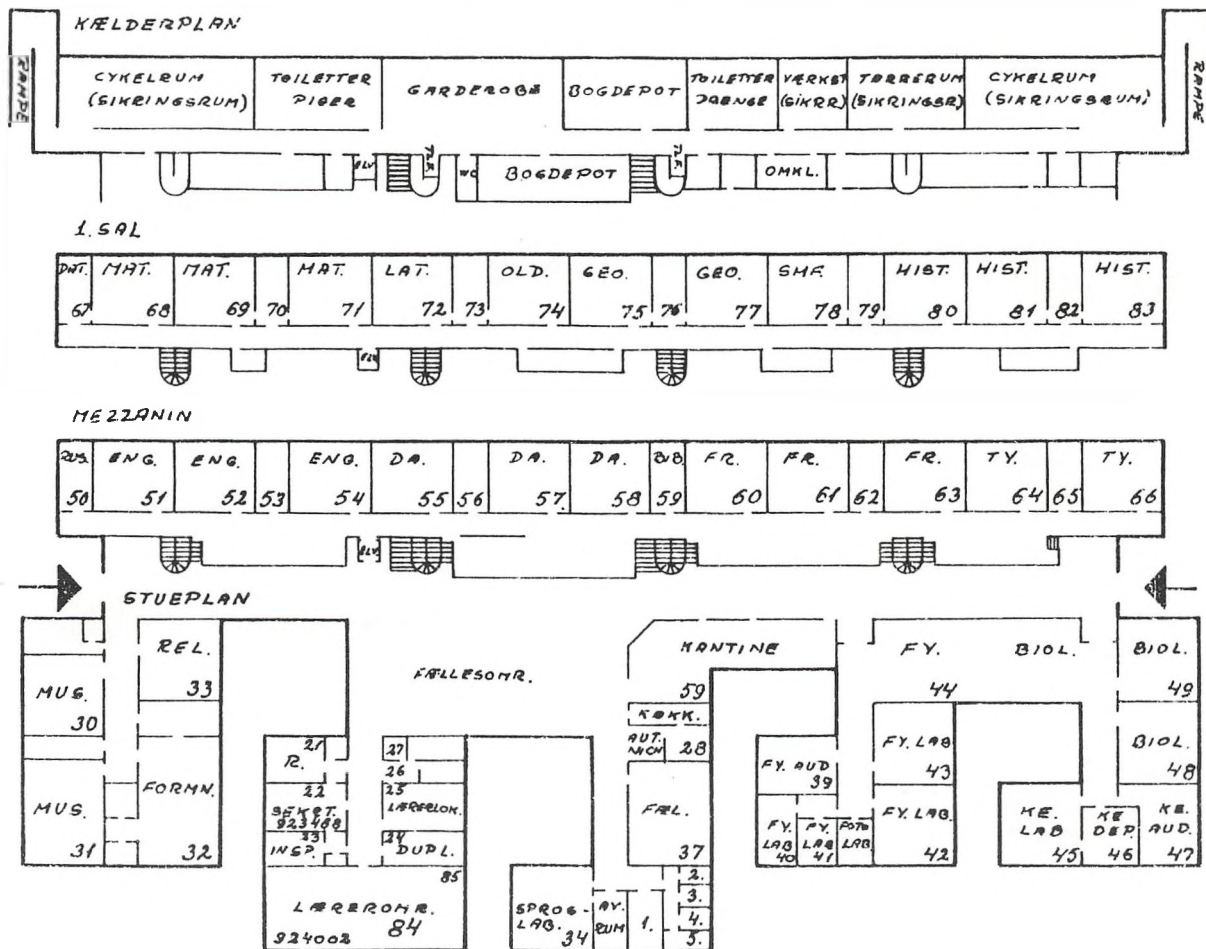 KÆLDERPLAN
RAMPE
CYKELRUM
(SIKRINGSRUM)
TOILETTER
PIGER
GARDEROBE
BOGDEPOT
TOILETTER
DRENGE
VÆRKST
(SIKRR)
TØRRERUM
(SIKRINGSR)
CYKELRUM
(SIKRINGSRUM)
RAMPE
ELV
TLF.
WC
BOGDEPOT
TLF.
OMKL.
1. SAL
DAT. MAT. MAT. MAT. LAT. OLD. GEO. GEO. SMF. HIST. HIST. HIST.
67 68 69 70 71 72 73 74 75 76 77 78 79 80 81 82 83
ELV
MEZZANIN
RUS. ENG. ENG. ENG. DA. DA. DA. BIB. FR. FR. FR. TY. TY.
50 51 52 53 54 55 56 57 58 59 60 61 62 63 64 65 66
ELV
STUEPLAN
MUS.
30
MUS.
31
REL.
33
FORMN.
32
FÆLLESOMR.
21
R.
22
SEKRT.
923488
23
INSP.
27
26
25
LÆRERLOK.
24
DUPL.
85
LÆREROMR.
84
924002
SPROG-
LAB.
34
AV.
RUM
1.
2.
3.
4.
5.
KANTINE
59
KØKK.
AUT.
28
FÆL.
37
FY. AUD
39
FY.
LAB
40
FY.
LAB
41
FOTO
LAB
FY.
BIOL.
44
FY. LAB
43
FY. LAB.
42
KE.
LAB
45
KE
DEP.
46
KE.
AUD.
47
BIOL.
49
BIOL.
48